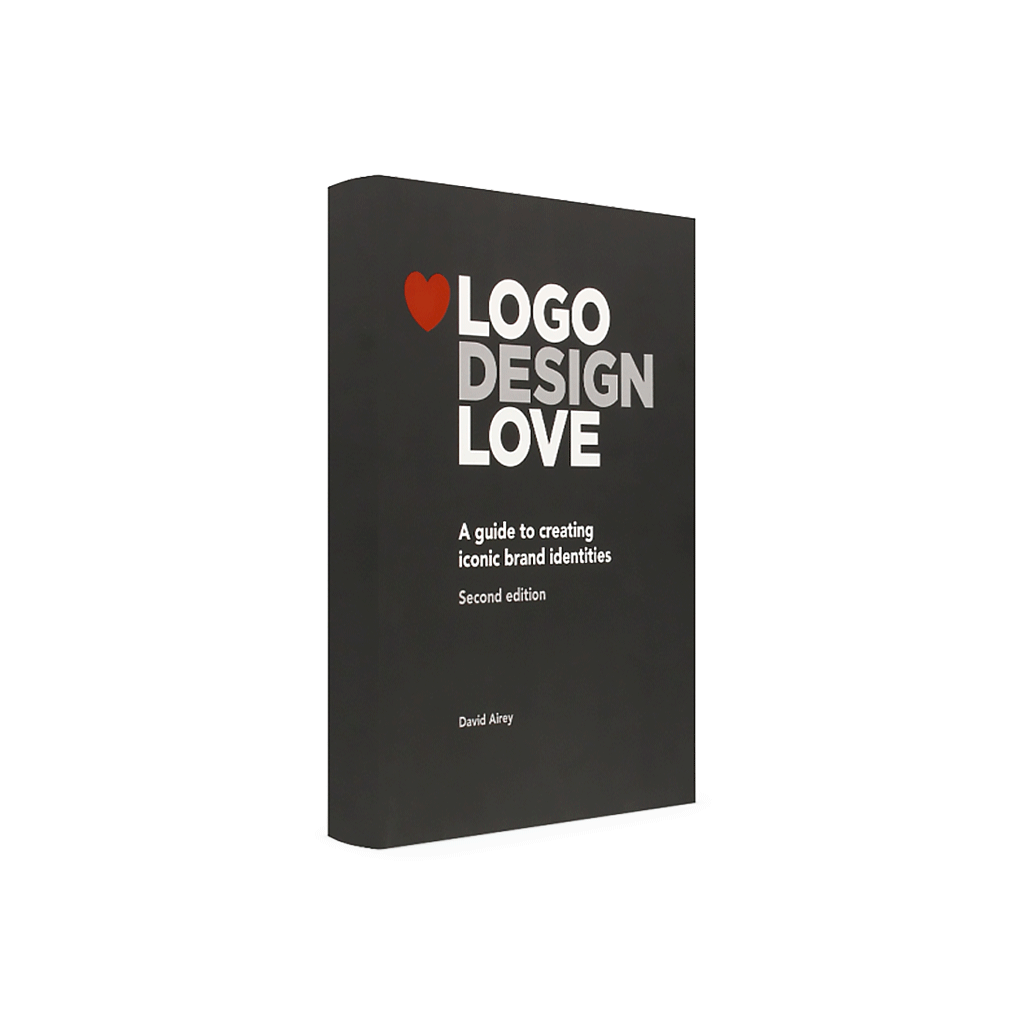 LOGO
DESIGN
LOVE
A guide to creating
iconic brand identities
Second edition
David Airey